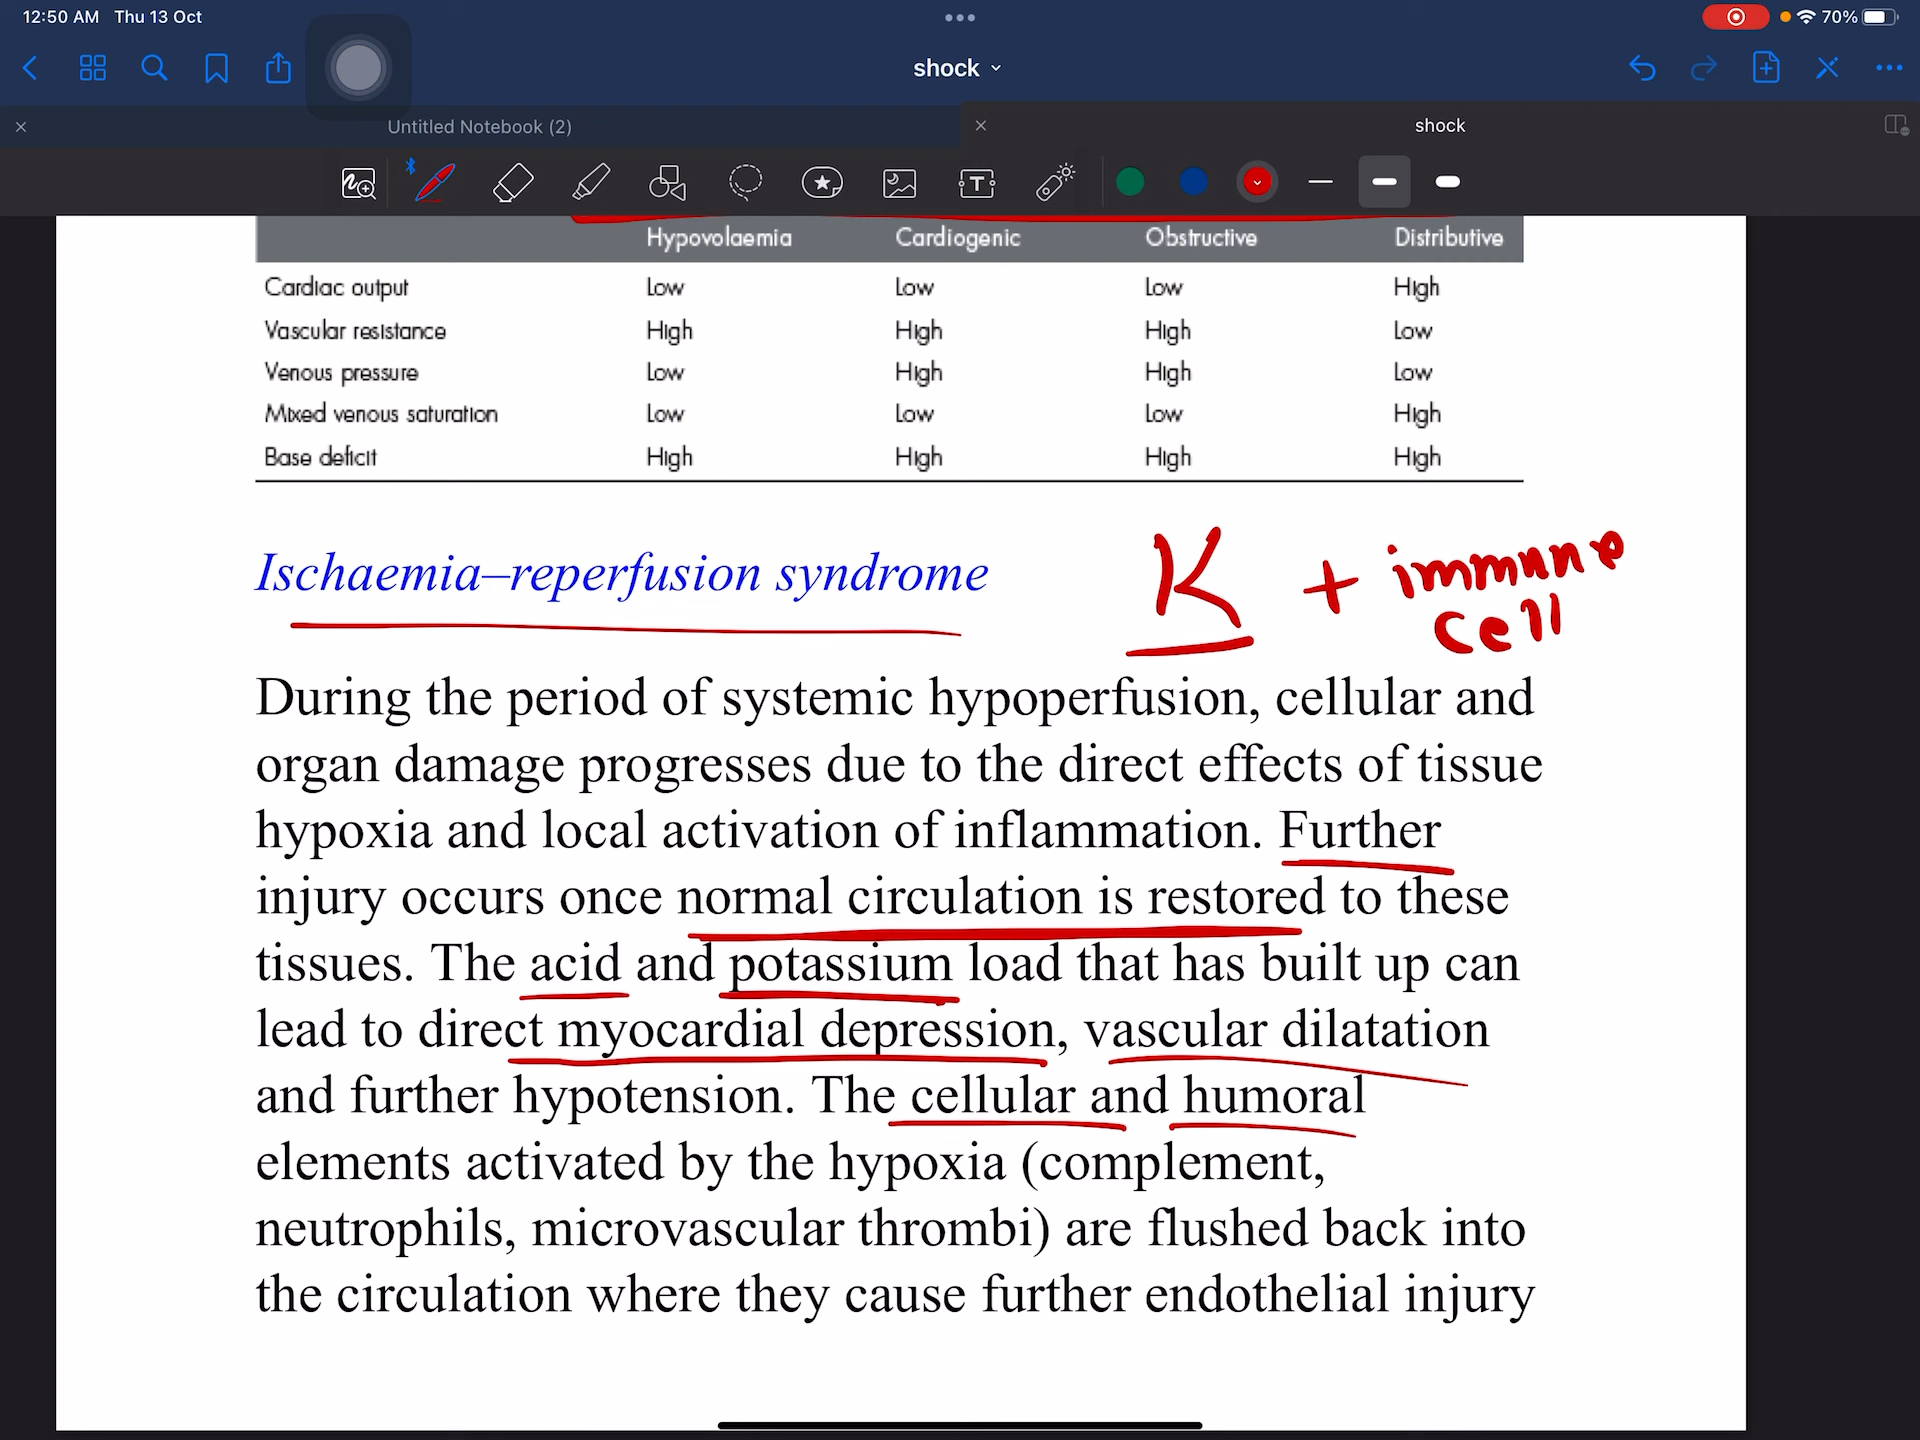 12:50 AM Thu 13 Oct
70%
shock
Untitled Notebook (2)
shock
Hypovolaemia Cardiogenic Obstructive Distributive
Cardiac output Low Low Low High
Vascular resistance High High High Low
Venous pressure Low High High Low
Mixed venous saturation Low Low Low High
Base deficit High High High High
Ischaemia–reperfusion syndrome
K + immune
cell
During the period of systemic hypoperfusion, cellular and
organ damage progresses due to the direct effects of tissue
hypoxia and local activation of inflammation. Further
injury occurs once normal circulation is restored to these
tissues. The acid and potassium load that has built up can
lead to direct myocardial depression, vascular dilatation
and further hypotension. The cellular and humoral
elements activated by the hypoxia (complement,
neutrophils, microvascular thrombi) are flushed back into
the circulation where they cause further endothelial injury